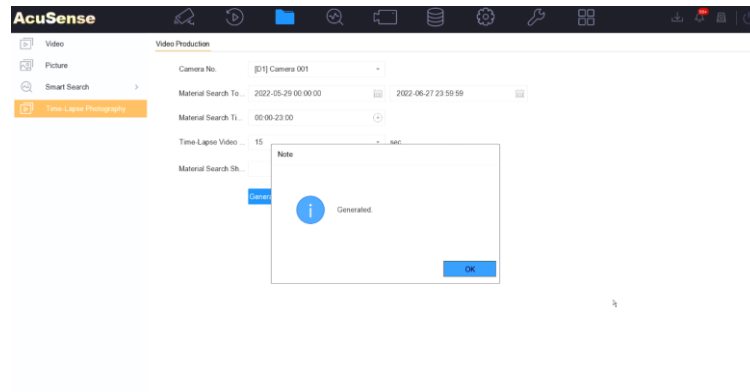 AcuSense
99+
Video
Picture
Smart Search
Time-Lapse Photography
Video Production
Camera No. [D1] Camera 001
Material Search To... 2022-05-29 00:00:00 2022-06-27 23:59:59
Material Search Ti... 00:00-23:00
Time-Lapse Video ... 15 sec
Material Search Sh...
Genera
Note
Generated.
OK